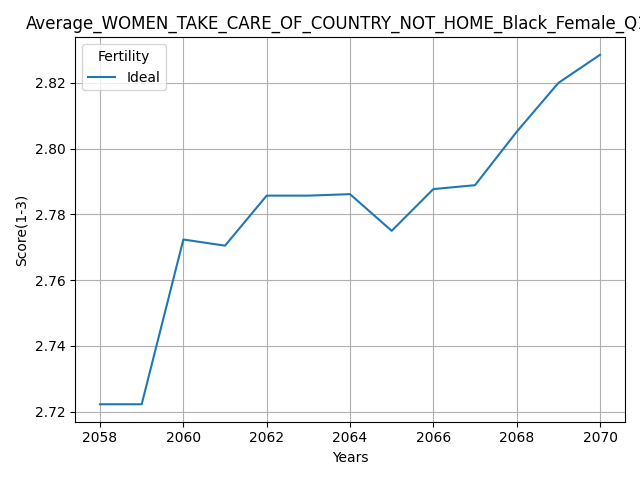 Average_WOMEN_TAKE_CARE_OF_COUNTRY_NOT_HOME_Black_Female_Q
Fertility
Ideal
2.82
2.80
2.78
2.76
2.74
2.72
Score(1-3)
2058 2060 2062 2064 2066 2068 2070
Years